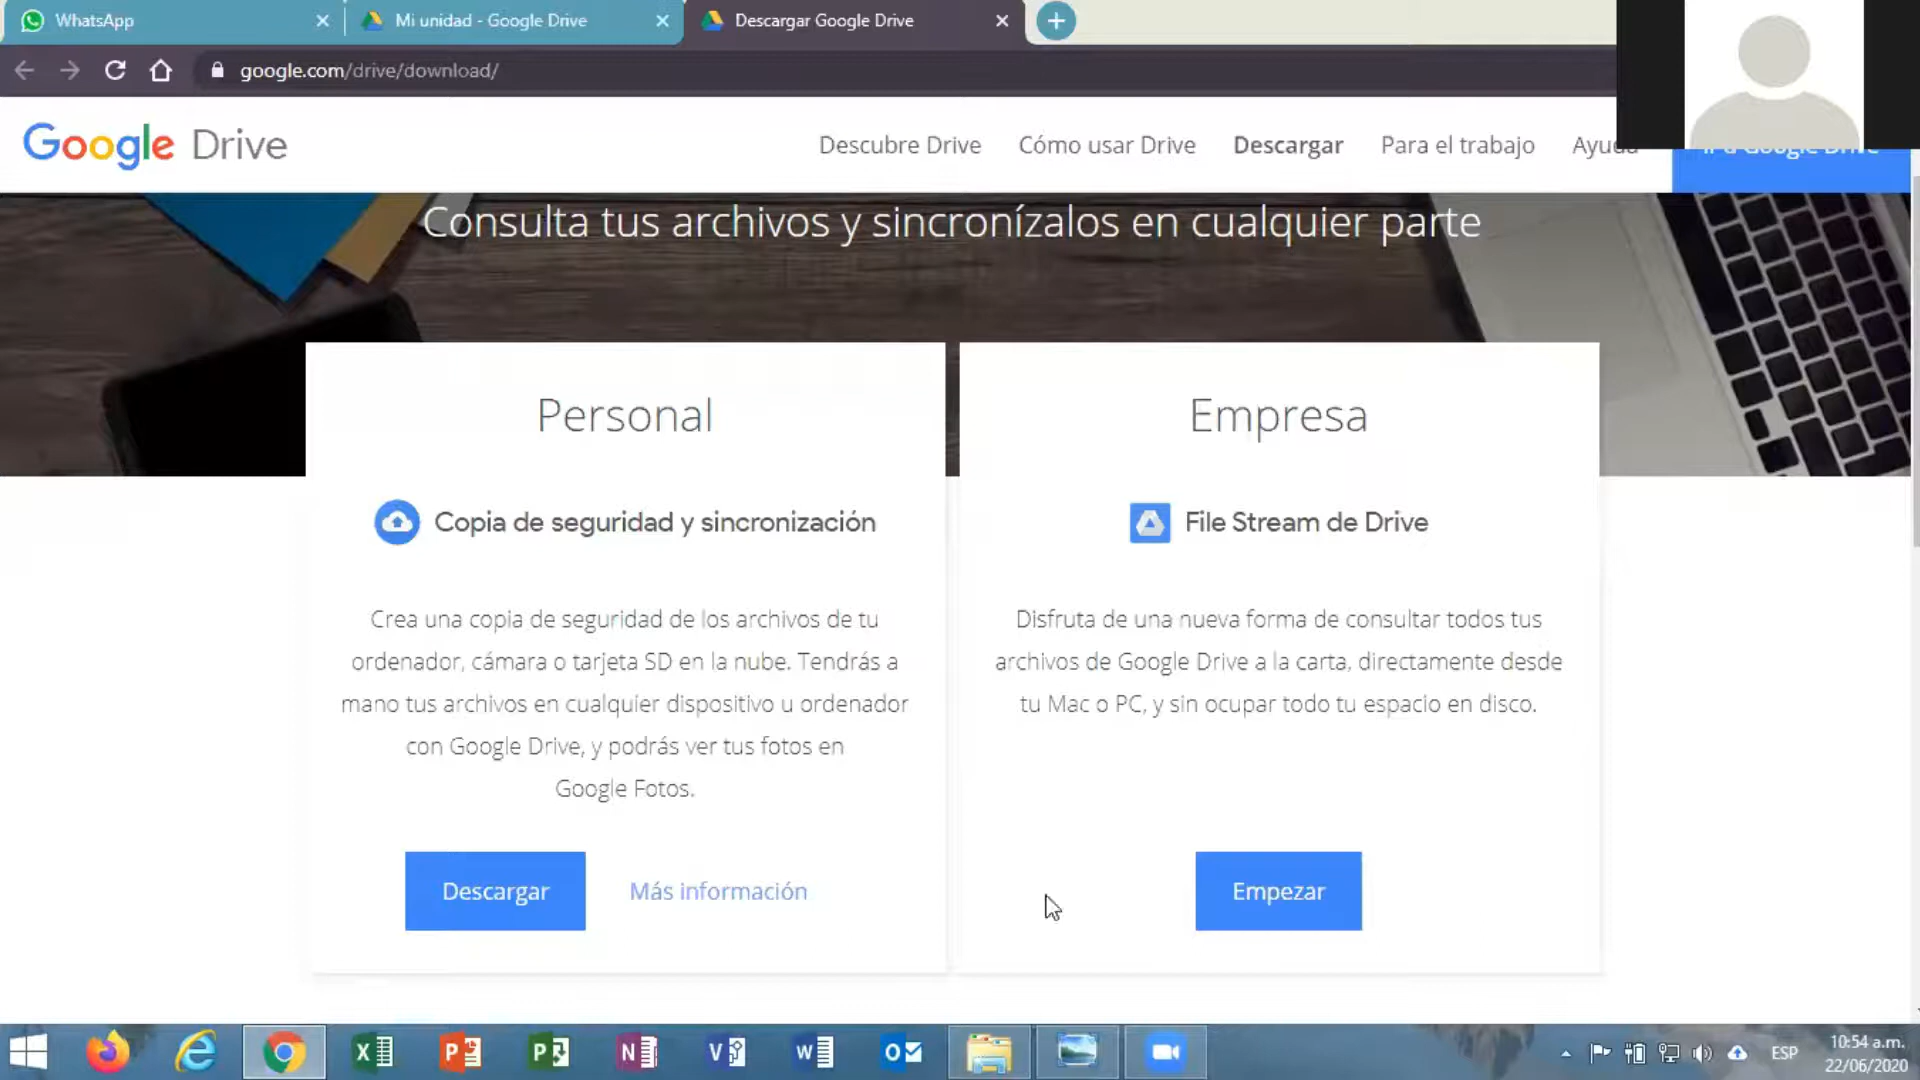 WhatsApp
Mi unidad - Google Drive
Descargar Google Drive
google.com/drive/download/
Google Drive
Descubre Drive
Cómo usar Drive
Descargar
Para el trabajo
Ayuda
Ir a Google Drive
Consulta tus archivos y sincronízalos en cualquier parte
Personal
Copia de seguridad y sincronización
Crea una copia de seguridad de los archivos de tu
ordenador, cámara o tarjeta SD en la nube. Tendrás a
mano tus archivos en cualquier dispositivo u ordenador
con Google Drive, y podrás ver tus fotos en
Google Fotos.
Descargar
Más información
Empresa
File Stream de Drive
Disfruta de una nueva forma de consultar todos tus
archivos de Google Drive a la carta, directamente desde
tu Mac o PC, y sin ocupar todo tu espacio en disco.
Empezar
ESP
10:54 a.m.
22/06/2020